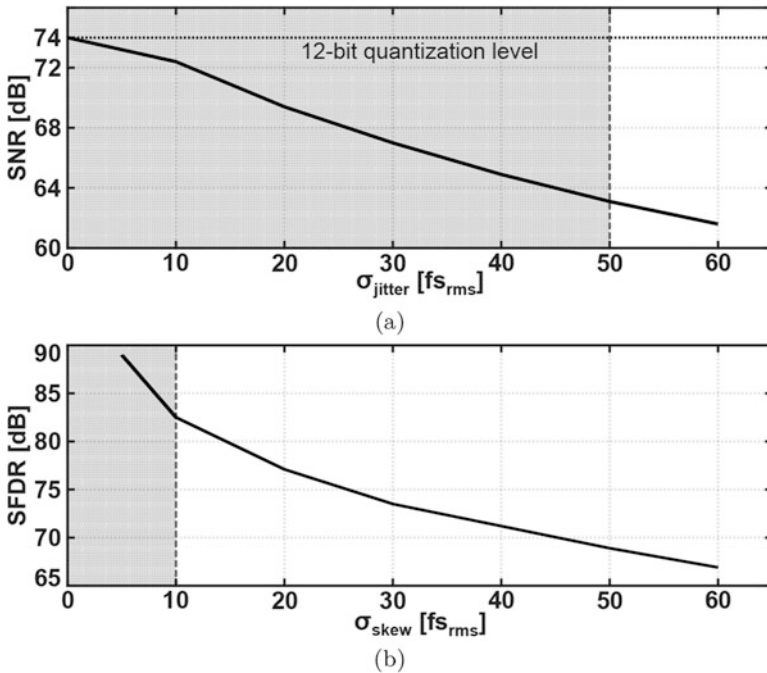 SNR [dB]
74
72
68
64
60
12-bit quantization level
0 10 20 30 40 50 60
σjitter [fsrms]
(a)
SFDR [dB]
90
85
80
75
70
65
0 10 20 30 40 50 60
σskew [fsrms]
(b)